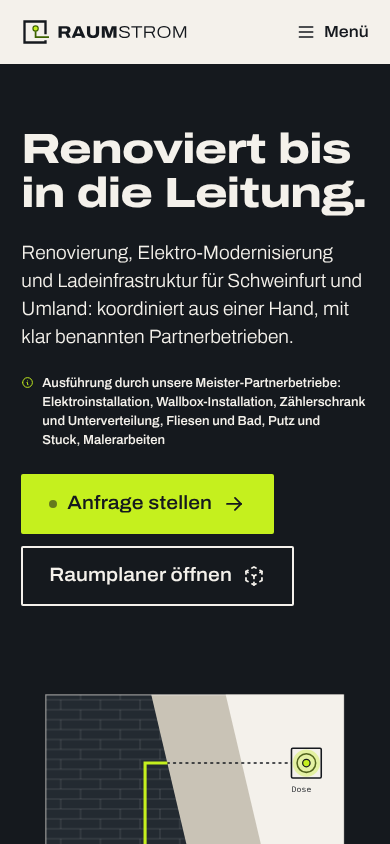 RAUMSTROM
Menü
Renoviert bis
in die Leitung.
Renovierung, Elektro-Modernisierung
und Ladeinfrastruktur für Schweinfurt und
Umland: koordiniert aus einer Hand, mit
klar benannten Partnerbetrieben.
Ausführung durch unsere Meister-Partnerbetriebe:
Elektroinstallation, Wallbox-Installation, Zählerschrank
und Unterverteilung, Fliesen und Bad, Putz und
Stuck, Malerarbeiten
Anfrage stellen
Raumplaner öffnen
Dose